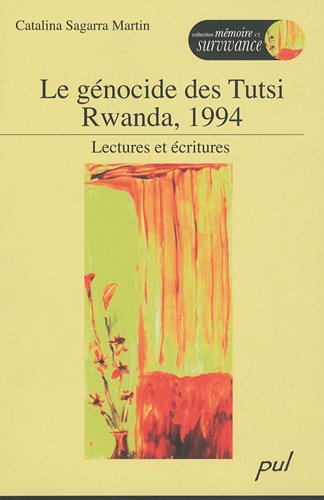 Catalina Sagarra Martin
collection mémoire et
survivance
Le génocide des Tutsi
Rwanda, 1994
Lectures et écritures
pul